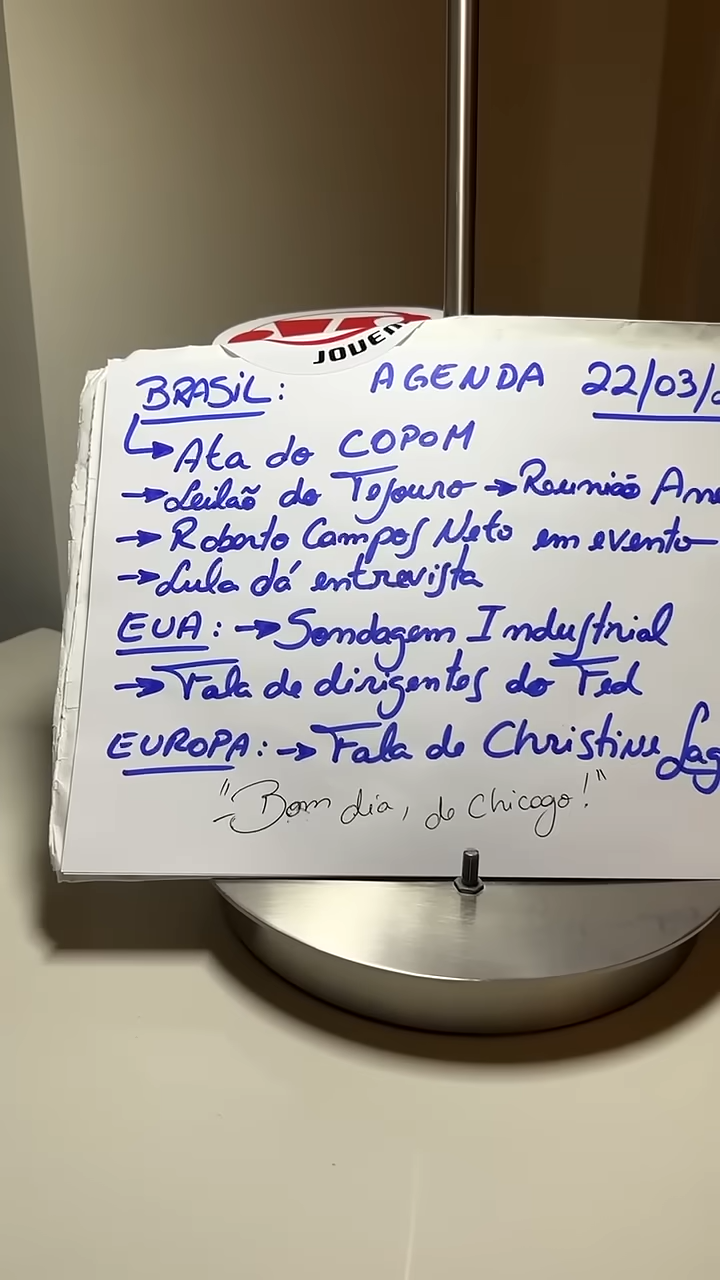 JOVEM
BRASIL: AGENDA 22/03/
Ata do COPOM
→ Leilão do Tesouro → Reunião
→ Roberto Campos Neto em evento
→ Lula dá entrevista
EUA: → Sondagem Industrial
→ Fala de dirigentes do Fed
EUROPA: → Fala de Christine Lag
"Bom dia, de Chicago!"